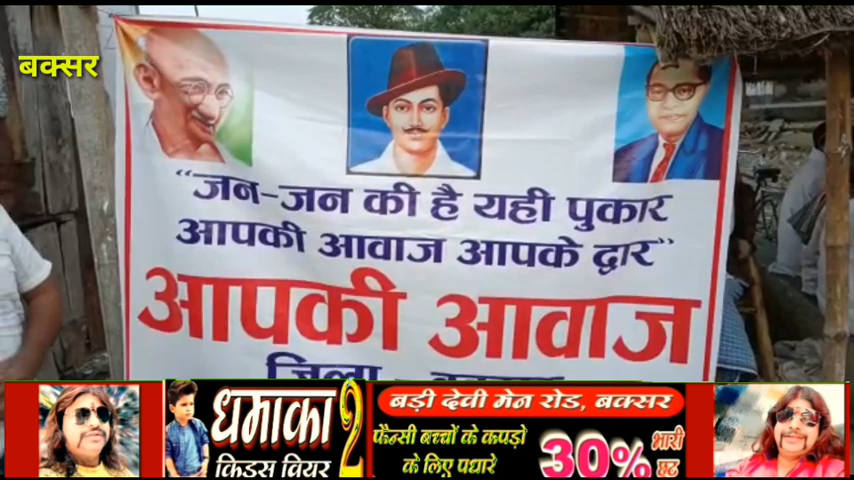 बक्सर
"जन-जन की है यही पुकार
आपकी आवाज आपके द्वार"
आपकी आवाज
जिला
धमाका 2
किडस वियर
बड़ी देवी मेन रोड, बक्सर
फैन्सी बच्चों के कपड़ो
के लिए पधारे
30% भारी
छूट